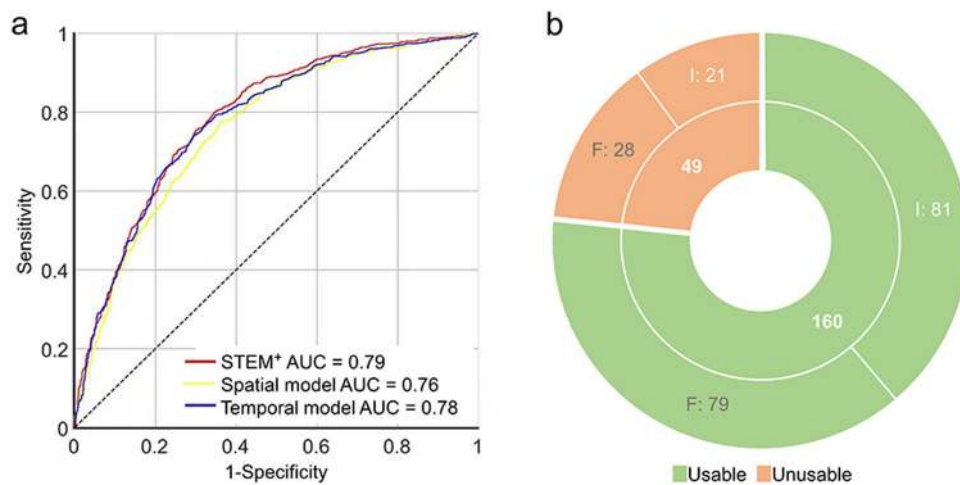 a
1
0.8
0.6
0.4
0.2
0
Sensitivity
STEM⁺ AUC = 0.79
Spatial model AUC = 0.76
Temporal model AUC = 0.78
0
0.2
0.4
0.6
0.8
1
1-Specificity
b
I: 21
F: 28
49
I: 81
160
F: 79
Usable
Unusable